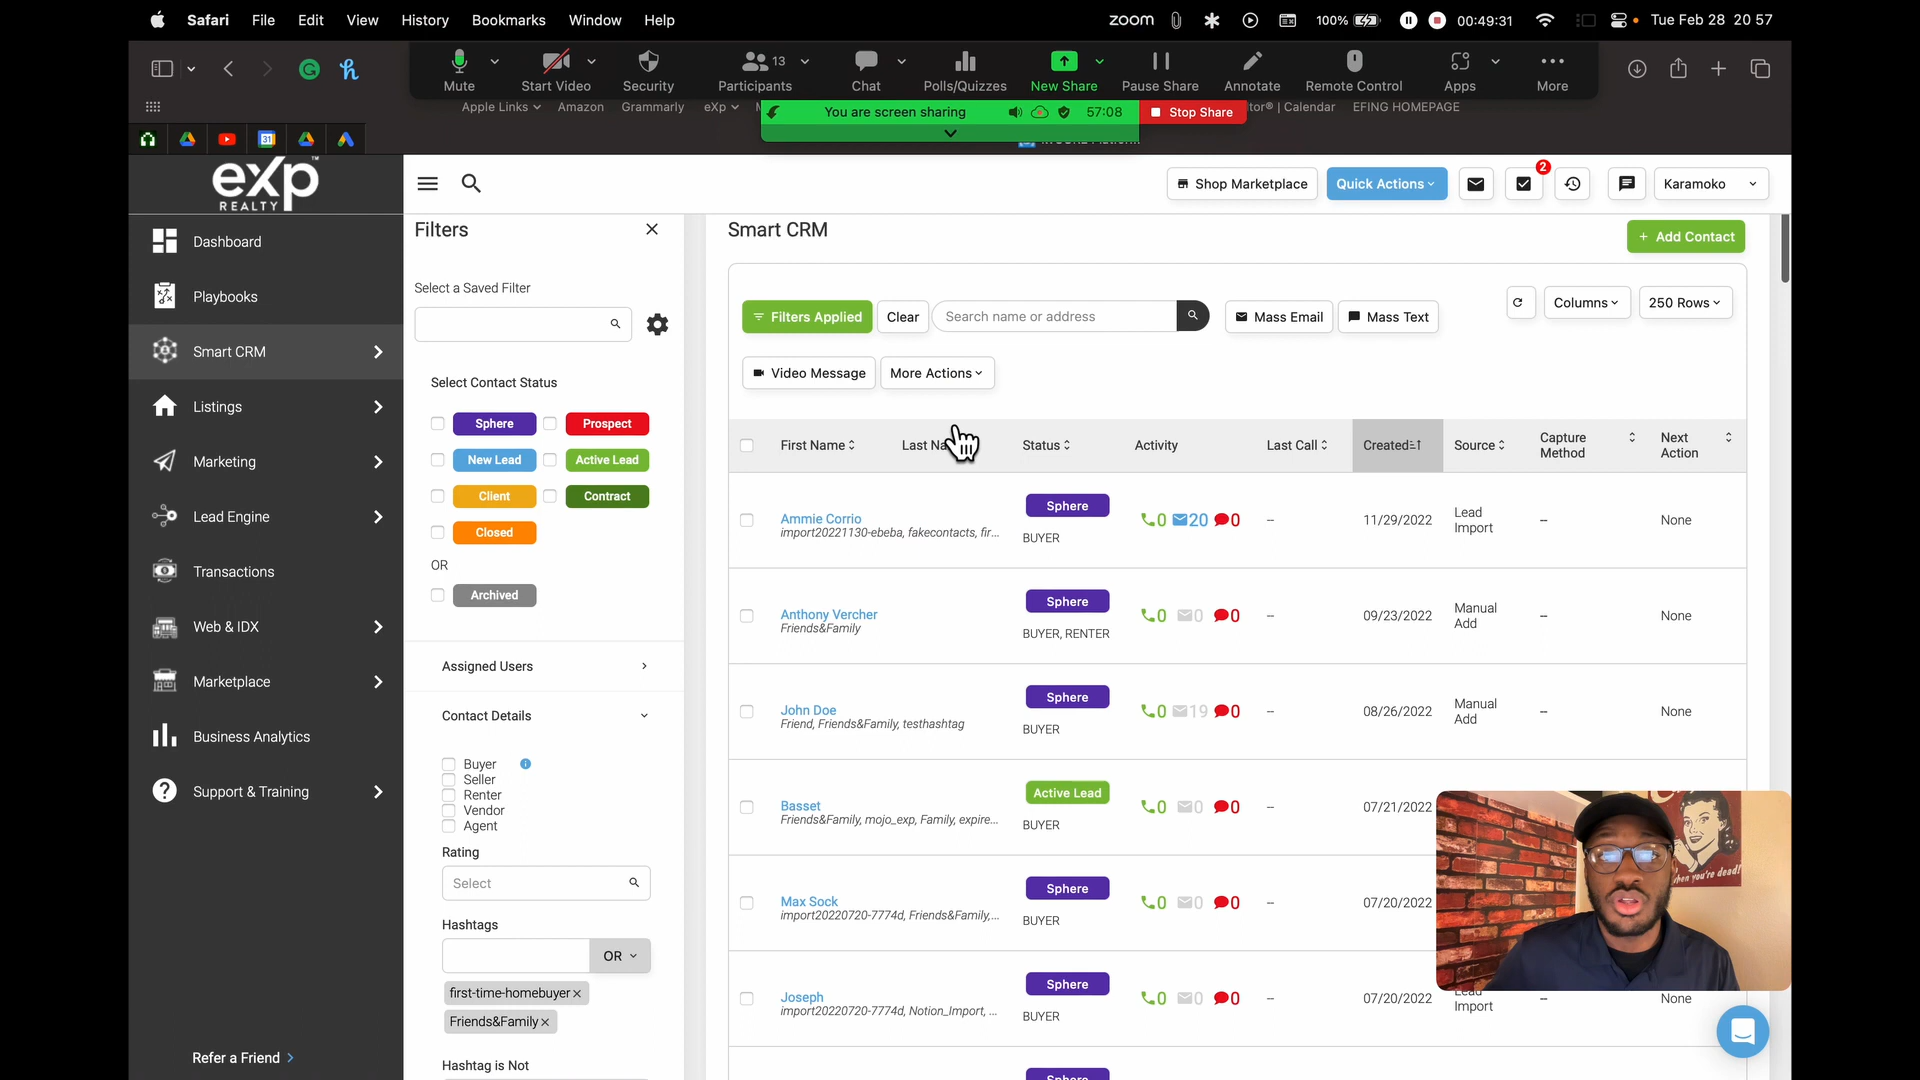 Safari File Edit View History Bookmarks Window Help
zoom 100% 00:49:31 Tue Feb 28 20 57
Mute Start Video Security Participants 13 Chat Polls/Quizzes New Share Pause Share Annotate Remote Control Apps More
Apple Links Amazon Grammarly eXp
Calendar EFING HOMEPAGE
You are screen sharing 57:08 Stop Share
eXp
REALTY
Shop Marketplace Quick Actions 2 Karamoko
Dashboard
Playbooks
Smart CRM
Listings
Marketing
Lead Engine
Transactions
Web & IDX
Marketplace
Business Analytics
Support & Training
Refer a Friend
Filters
Select a Saved Filter
Select Contact Status
Sphere Prospect
New Lead Active Lead
Client Contract
Closed
OR
Archived
Assigned Users
Contact Details
Buyer
Seller
Renter
Vendor
Agent
Rating
Select
Hashtags
OR
first-time-homebuyer
Friends&Family
Hashtag is Not
Smart CRM
+ Add Contact
Filters Applied Clear Search name or address Mass Email Mass Text Columns 250 Rows
Video Message More Actions
First Name Last Na Status Activity Last Call Created Source Capture Method Next Action
Ammie Corrio
import20221130-ebeba, fakecontacts, fir...
Sphere
BUYER
0 20 0 -- 11/29/2022 Lead Import -- None
Anthony Vercher
Friends&Family
Sphere
BUYER, RENTER
0 0 0 -- 09/23/2022 Manual Add -- None
John Doe
Friend, Friends&Family, testhashtag
Sphere
BUYER
0 19 0 -- 08/26/2022 Manual Add -- None
Basset
Friends&Family, mojo_exp, Family, expire...
Active Lead
BUYER
0 0 0 -- 07/21/2022
Max Sock
import20220720-7774d, Friends&Family,...
Sphere
BUYER
0 0 0 -- 07/20/2022
Joseph
import20220720-7774d, Notion_Import, ...
Sphere
BUYER
0 0 0 -- 07/20/2022 Lead Import -- None
Sphere
when you're dead!